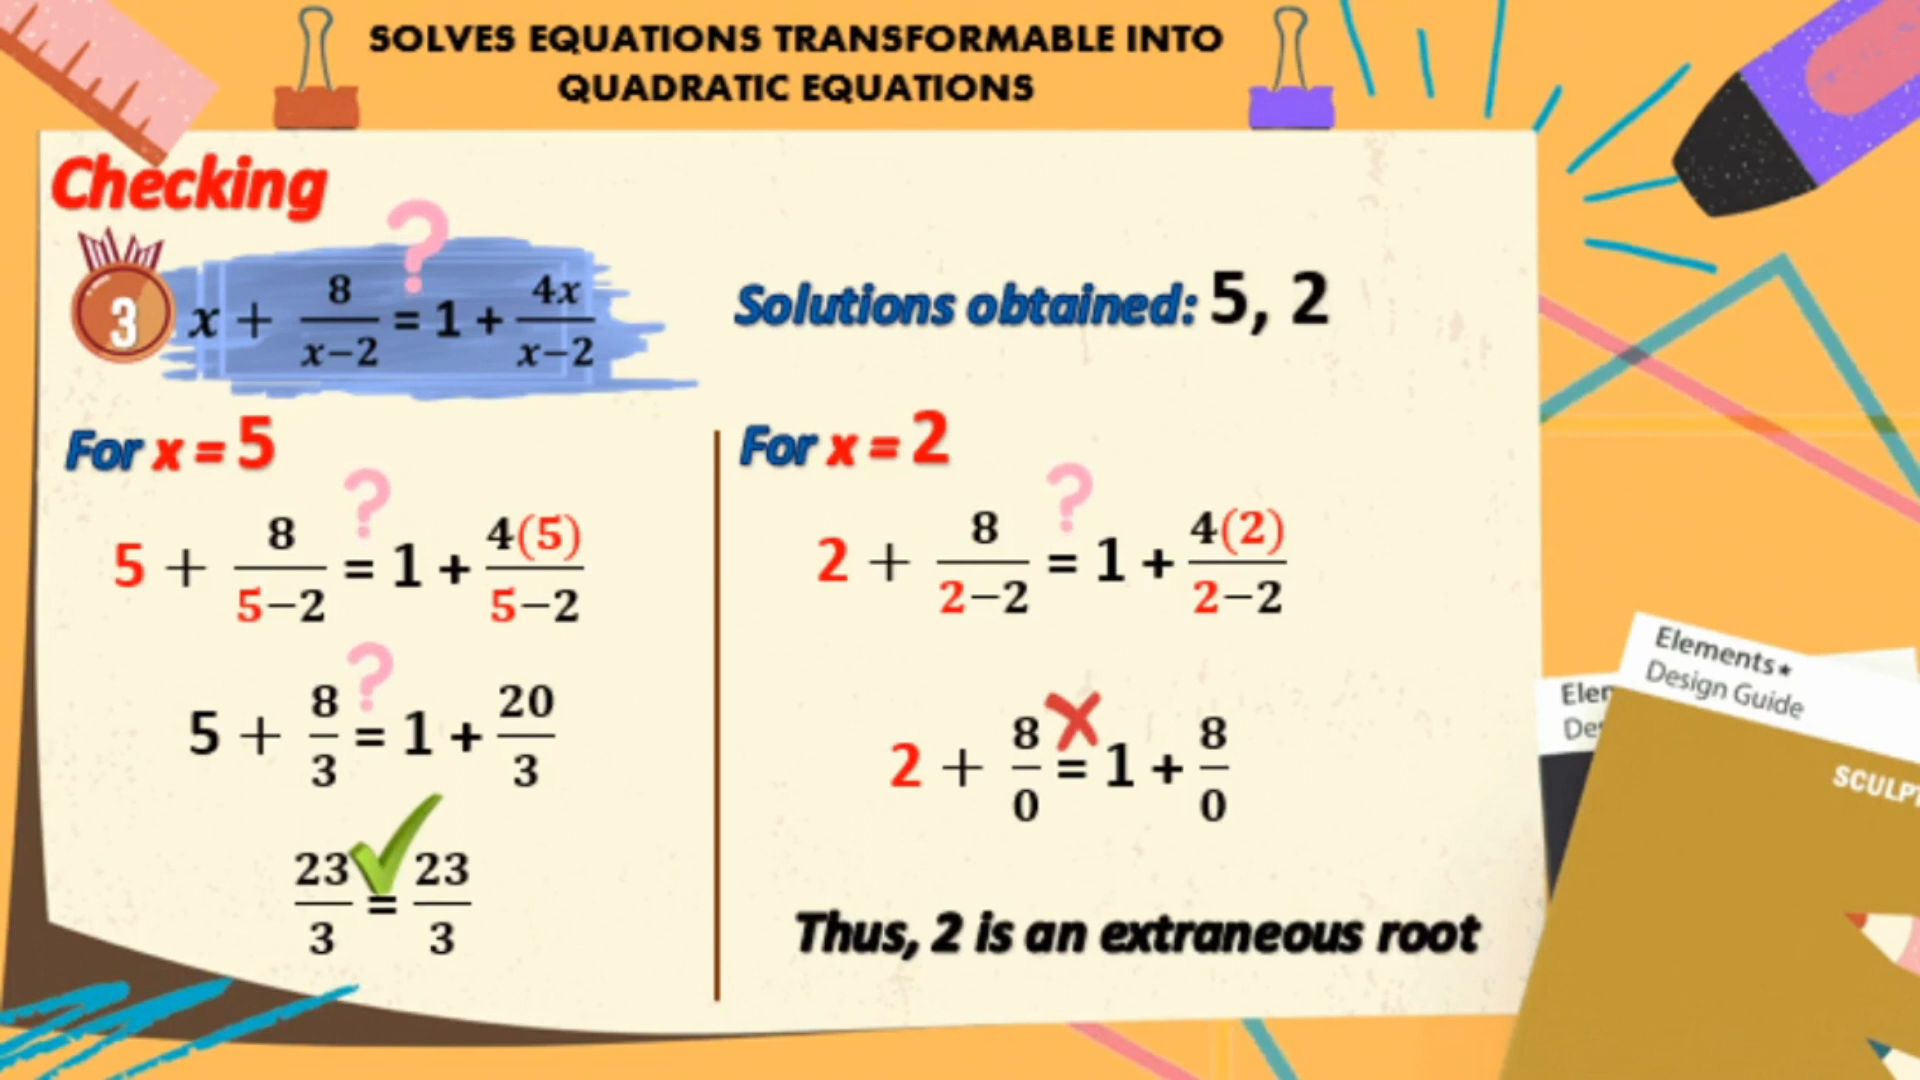 SOLVES EQUATIONS TRANSFORMABLE INTO
QUADRATIC EQUATIONS
Checking
3 x + 8/(x−2) = 1 + 4x/(x−2) ?
Solutions obtained: 5, 2
For x = 5
5 + 8/(5−2) = 1 + 4(5)/(5−2) ?
5 + 8/3 = 1 + 20/3 ?
23/3 = 23/3
For x = 2
2 + 8/(2−2) = 1 + 4(2)/(2−2) ?
2 + 8/0 = 1 + 8/0
Thus, 2 is an extraneous root
Elements★
Design Guide
SCULPT
Elem
Des